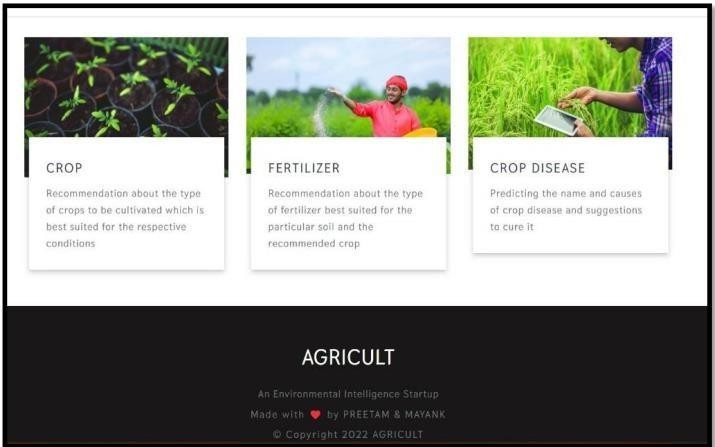 CROP
Recommendation about the type
of crops to be cultivated which is
best suited for the respective
conditions
FERTILIZER
Recommendation about the type
of fertilizer best suited for the
particular soil and the
recommended crop
CROP DISEASE
Predicting the name and causes
of crop disease and suggestions
to cure it
AGRICULT
An Environmental Intelligence Startup
Made with ❤ by PREETAM & MAYANK
© Copyright 2022 AGRICULT